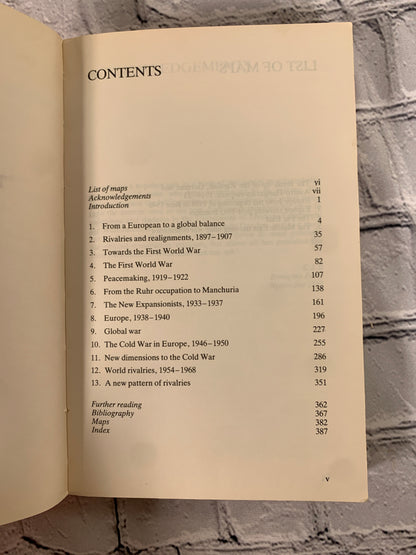 CONTENTS
List of maps vi
Acknowledgements vii
Introduction 1
1. From a European to a global balance 4
2. Rivalries and realignments, 1897–1907 35
3. Towards the First World War 57
4. The First World War 82
5. Peacemaking, 1919–1922 107
6. From the Ruhr occupation to Manchuria 138
7. The New Expansionists, 1933–1937 161
8. Europe, 1938–1940 196
9. Global war 227
10. The Cold War in Europe, 1946–1950 255
11. New dimensions to the Cold War 286
12. World rivalries, 1954–1968 319
13. A new pattern of rivalries 351
Further reading 362
Bibliography 367
Maps 382
Index 387
v